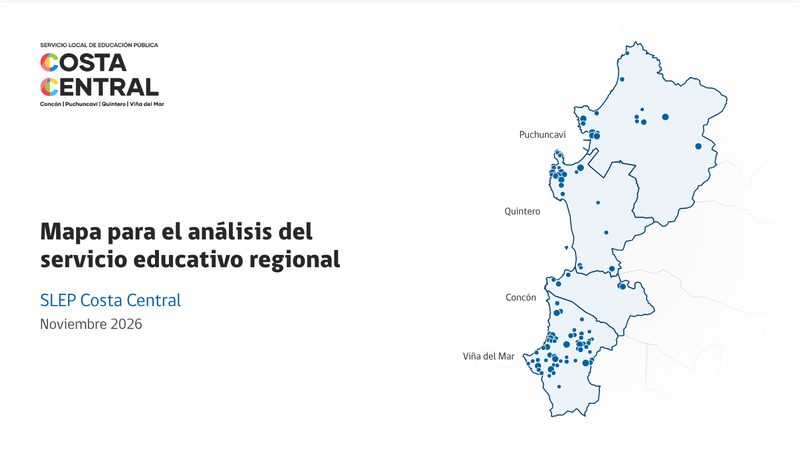 SERVICIO LOCAL DE EDUCACIÓN PÚBLICA
COSTA
CENTRAL
Concón | Puchuncaví | Quintero | Viña del Mar
Mapa para el análisis del
servicio educativo regional
SLEP Costa Central
Noviembre 2026
Puchuncaví
Quintero
Concón
Viña del Mar